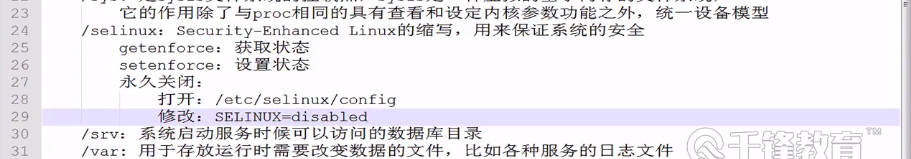 23 它的作用除了与proc相同的具有查看和设定内核参数功能之外，统一设备模型
24 /selinux：Security-Enhanced Linux的缩写，用来保证系统的安全
25 getenforce：获取状态
26 setenforce：设置状态
27 永久关闭：
28 打开：/etc/selinux/config
29 修改：SELINUX=disabled
30 /srv：系统启动服务时候可以访问的数据库目录
31 /var：用于存放运行时需要改变数据的文件，比如各种服务的日志文件
千锋教育 TM